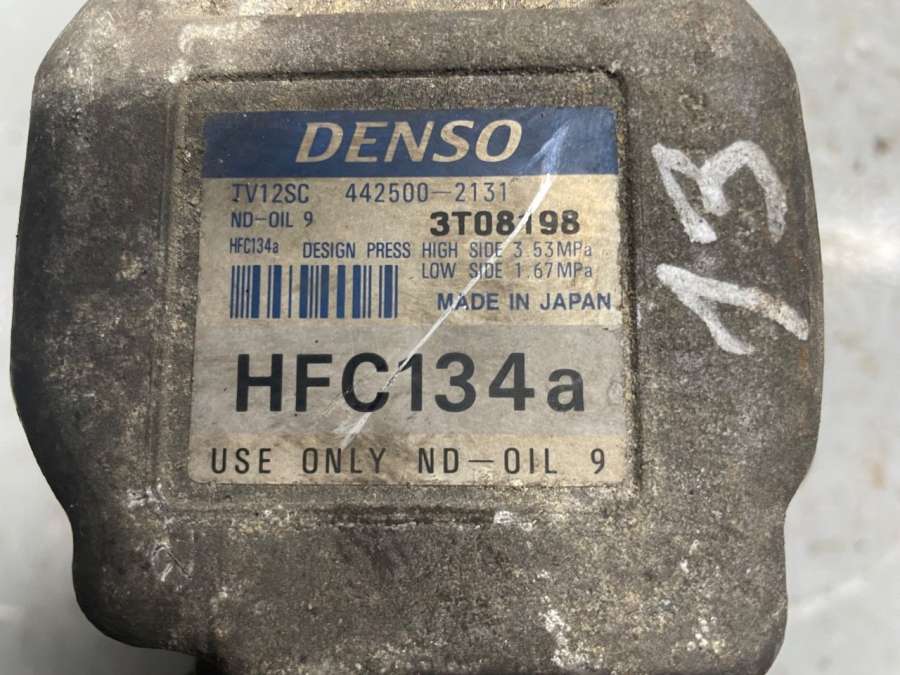 DENSO
TV12SC 442500-2131
ND-OIL 9 3T08198
HFC134a DESIGN PRESS HIGH SIDE 3.53MPa
LOW SIDE 1.67MPa
MADE IN JAPAN
HFC134a
USE ONLY ND-OIL 9
13